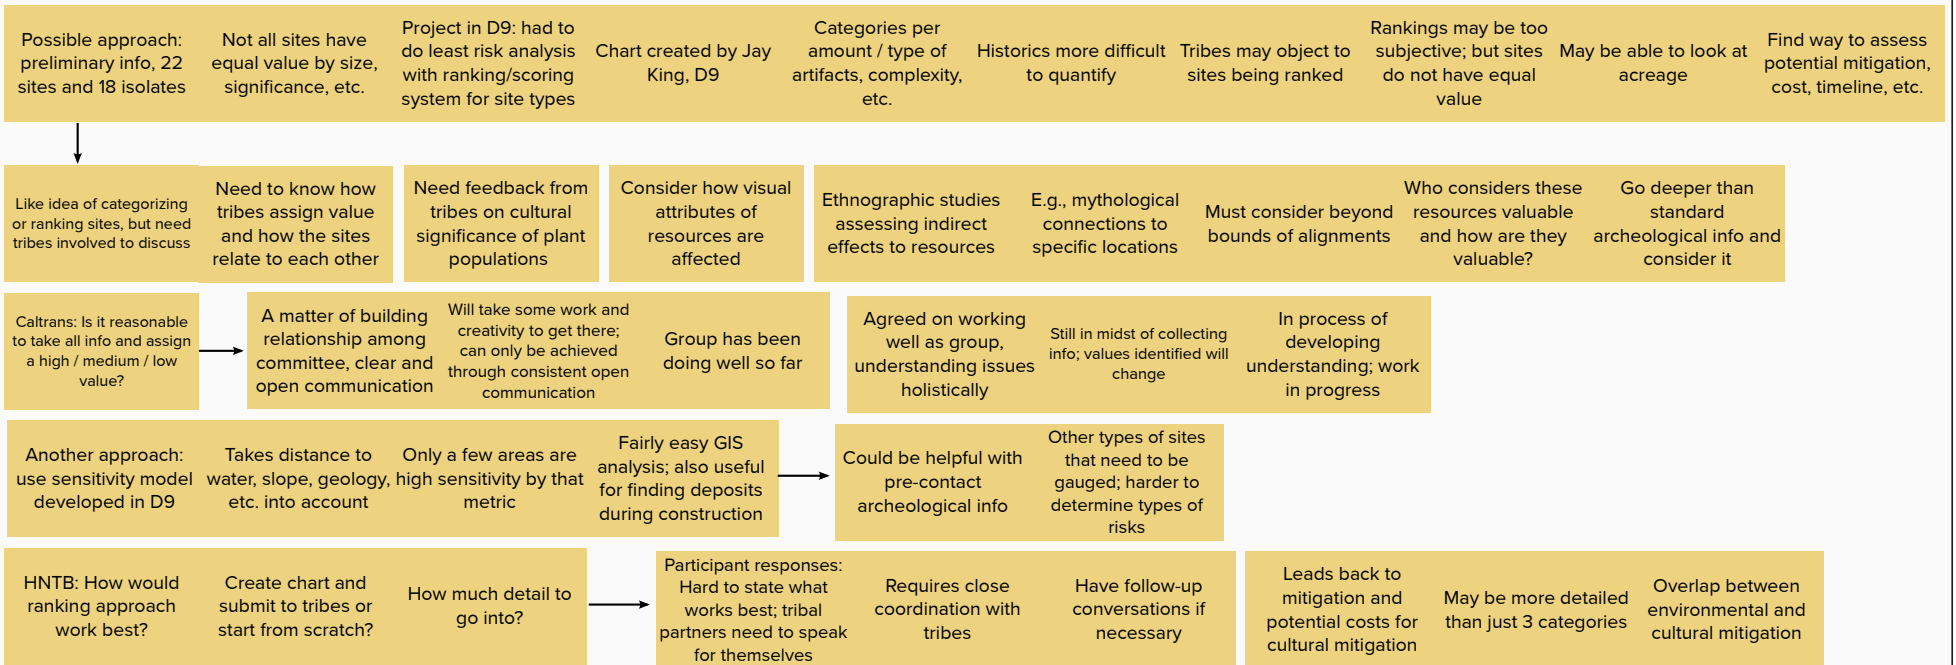 Possible approach:
preliminary info, 22
sites and 18 isolates
Not all sites have
equal value by size,
significance, etc.
Project in D9: had to
do least risk analysis
with ranking/scoring
system for site types
Chart created by Jay
King, D9
Categories per
amount / type of
artifacts, complexity,
etc.
Historics more difficult
to quantify
Tribes may object to
sites being ranked
Rankings may be too
subjective; but sites
do not have equal
value
May be able to look at
acreage
Find way to assess
potential mitigation,
cost, timeline, etc.
Like idea of categorizing
or ranking sites, but need
tribes involved to discuss
Need to know how
tribes assign value
and how the sites
relate to each other
Need feedback from
tribes on cultural
significance of plant
populations
Consider how visual
attributes of
resources are
affected
Ethnographic studies
assessing indirect
effects to resources
E.g., mythological
connections to
specific locations
Must consider beyond
bounds of alignments
Who considers these
resources valuable
and how are they
valuable?
Go deeper than
standard
archeological info and
consider it
Caltrans: Is it reasonable
to take all info and assign
a high / medium / low
value?
A matter of building
relationship among
committee, clear and
open communication
Will take some work and
creativity to get there;
can only be achieved
through consistent open
communication
Group has been
doing well so far
Agreed on working
well as group,
understanding issues
holistically
Still in midst of collecting
info; values identified will
change
In process of
developing
understanding; work
in progress
Another approach:
use sensitivity model
developed in D9
Takes distance to
water, slope, geology,
etc. into account
Only a few areas are
high sensitivity by that
metric
Fairly easy GIS
analysis; also useful
for finding deposits
during construction
Could be helpful with
pre-contact
archeological info
Other types of sites
that need to be
gauged; harder to
determine types of
risks
HNTB: How would
ranking approach
work best?
Create chart and
submit to tribes or
start from scratch?
How much detail to
go into?
Participant responses:
Hard to state what
works best; tribal
partners need to speak
for themselves
Requires close
coordination with
tribes
Have follow-up
conversations if
necessary
Leads back to
mitigation and
potential costs for
cultural mitigation
May be more detailed
than just 3 categories
Overlap between
environmental and
cultural mitigation